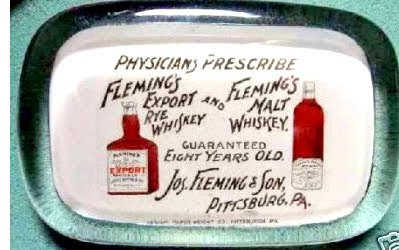 PHYSICIANS PRESCRIBE
FLEMING'S
EXPORT
RYE
WHISKEY
AND
FLEMING'S
MALT
WHISKEY.
GUARANTEED
EIGHT YEARS OLD.
JOS. FLEMING & SON,
PITTSBURG, PA.
EXPORT